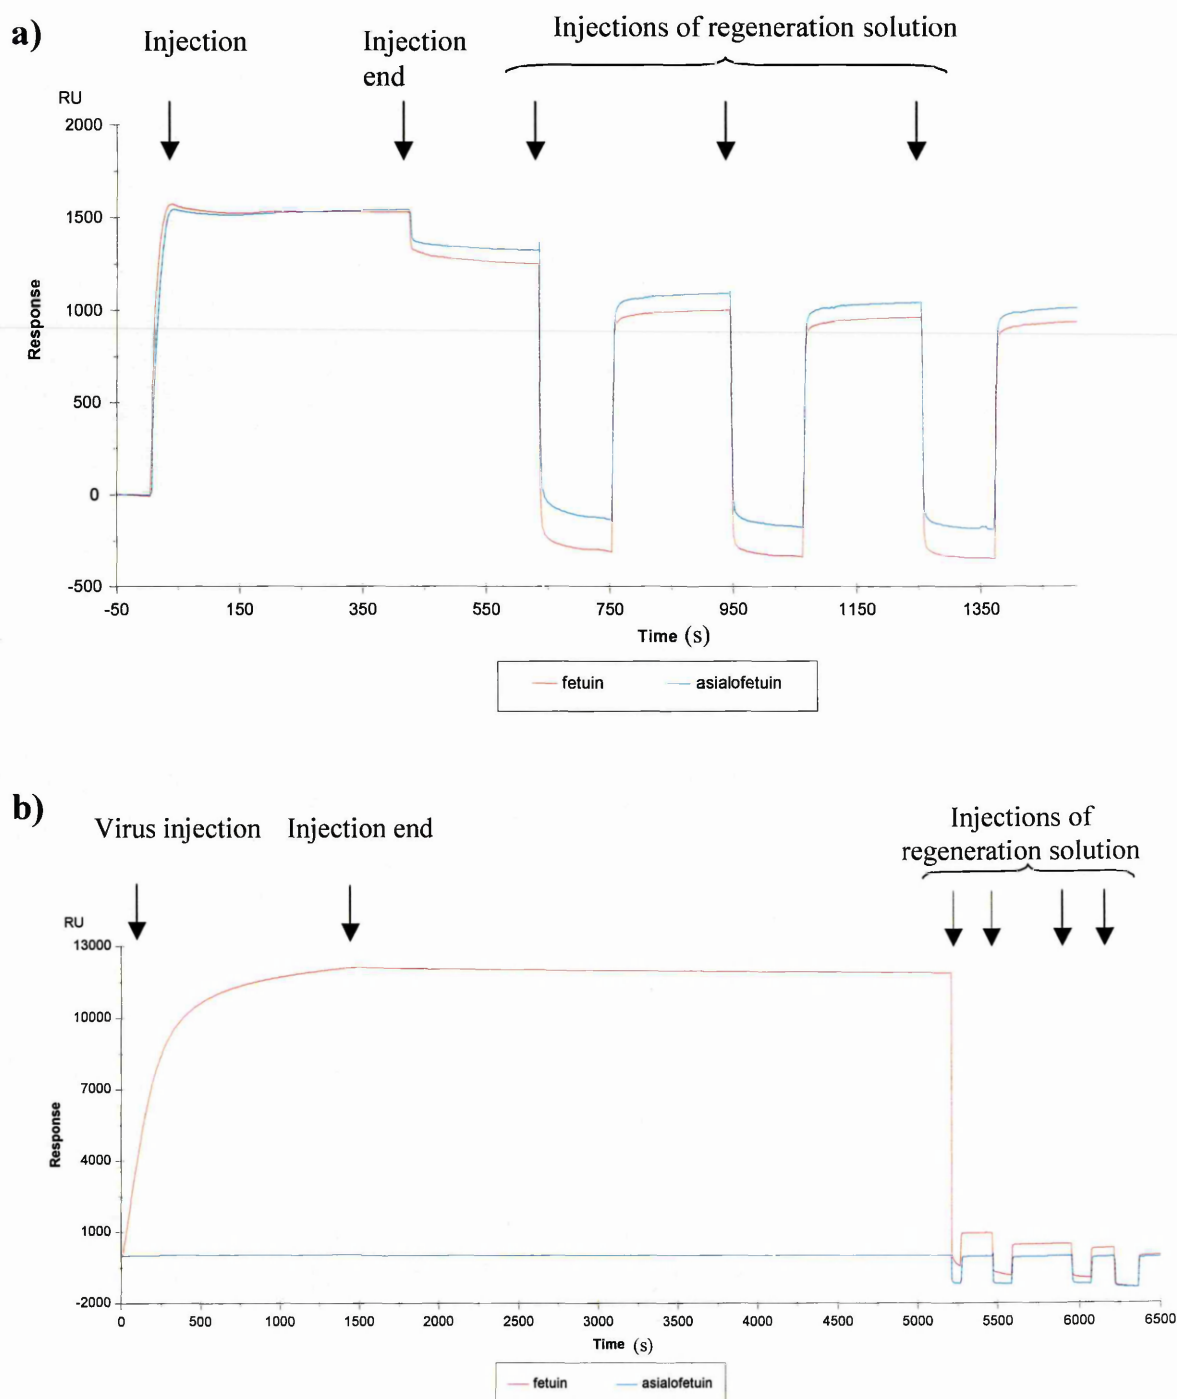 a)
Injection
Injection
end
Injections of regeneration solution
RU
2000
1500
1000
500
0
-500
Response
-50
150
350
550
750
950
1150
1350
Time (s)
fetuin
asialofetuin
b)
Virus injection
Injection end
Injections of
regeneration solution
RU
13000
10000
7000
4000
1000
-2000
Response
0
500
1000
1500
2000
2500
3000
3500
4000
4500
5000
5500
6000
6500
Time (s)
fetuin
asialofetuin